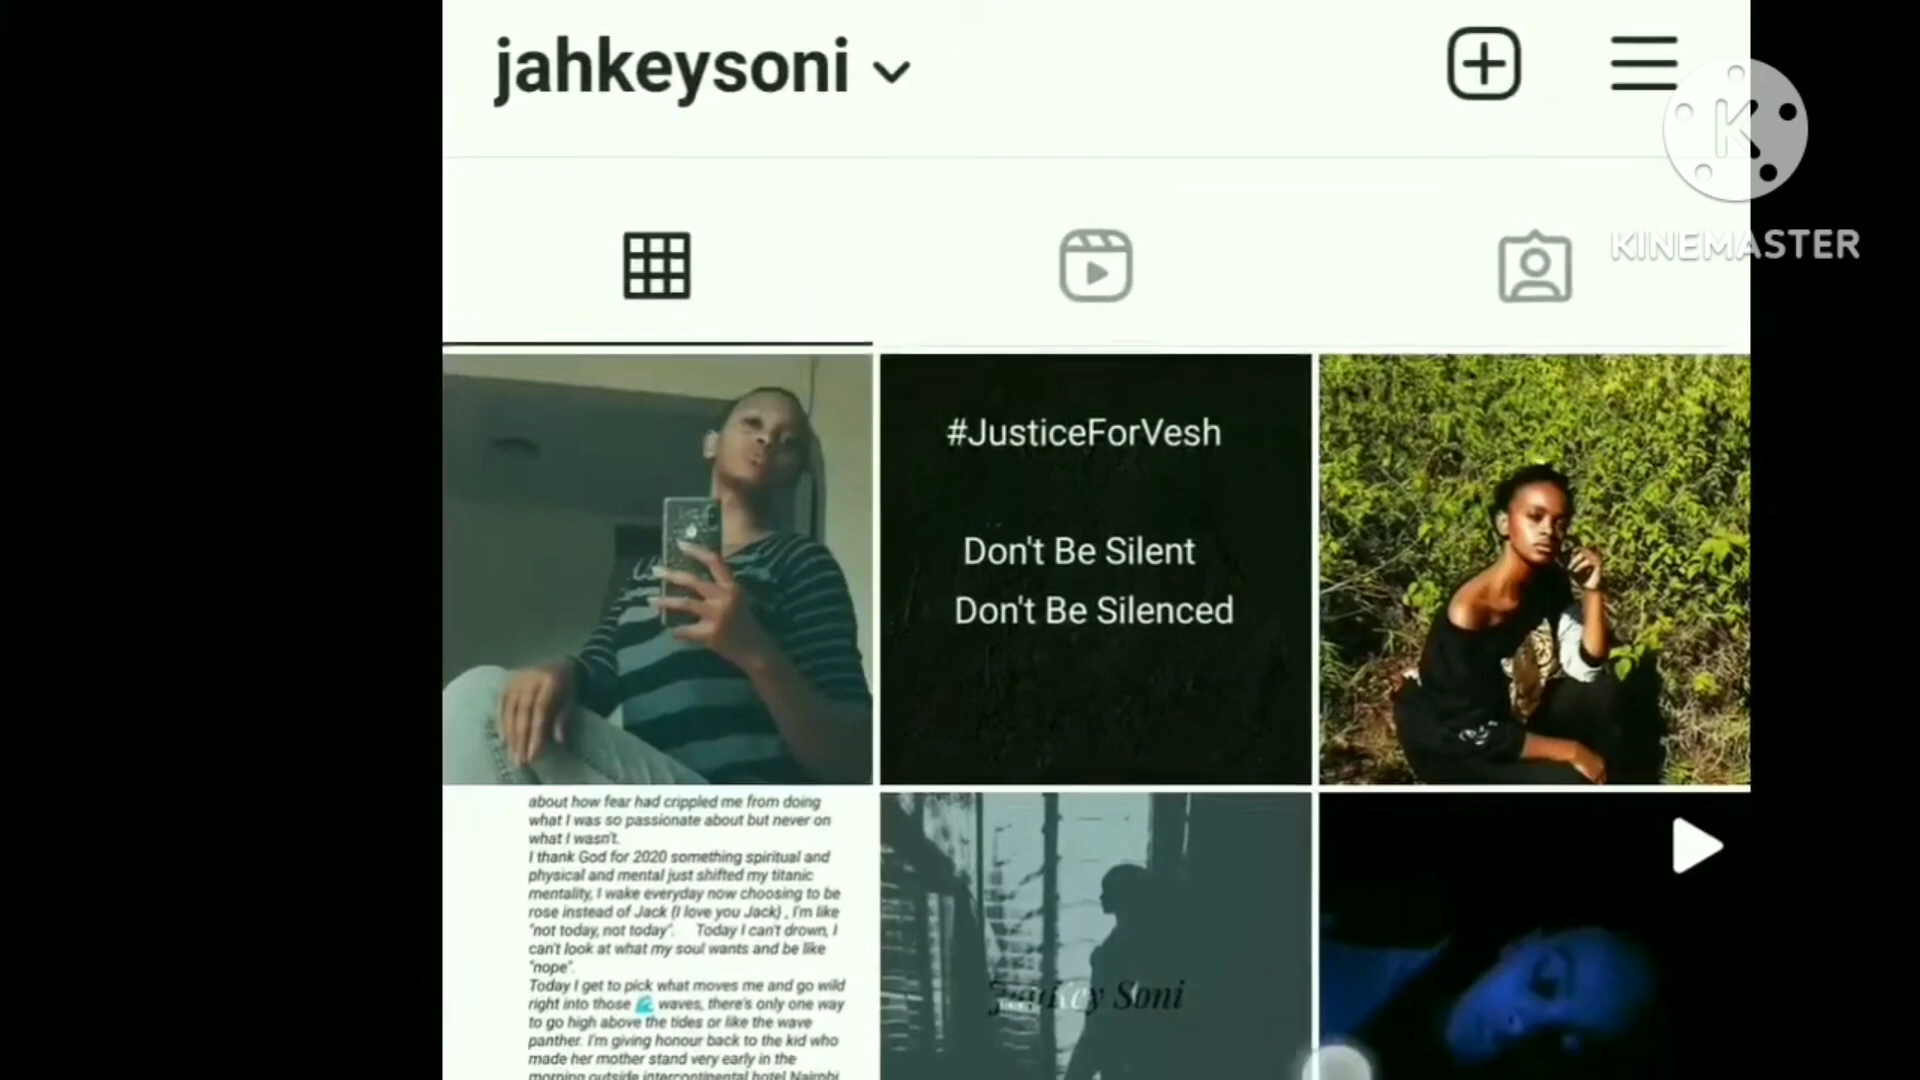 jahkeysoni
KINEMASTER
#JusticeForVesh
Don't Be Silent
Don't Be Silenced
about how fear had crippled me from doing
what I was so passionate about but never on
what I wasn't.
I thank God for 2020 something spiritual and
physical and mental just shifted my titanic
mentality, I wake everyday now choosing to be
rose instead of Jack (I love you Jack) , I'm like
"not today, not today". Today I can't drown, I
can't look at what my soul wants and be like
"nope".
Today I get to pick what moves me and go wild
right into those 🌊 waves, there's only one way
to go high above the tides or like the wave
panther. I'm giving honour back to the kid who
made her mother stand very early in the
morning outside intercontinental hotel Nairobi
Jahkey Soni